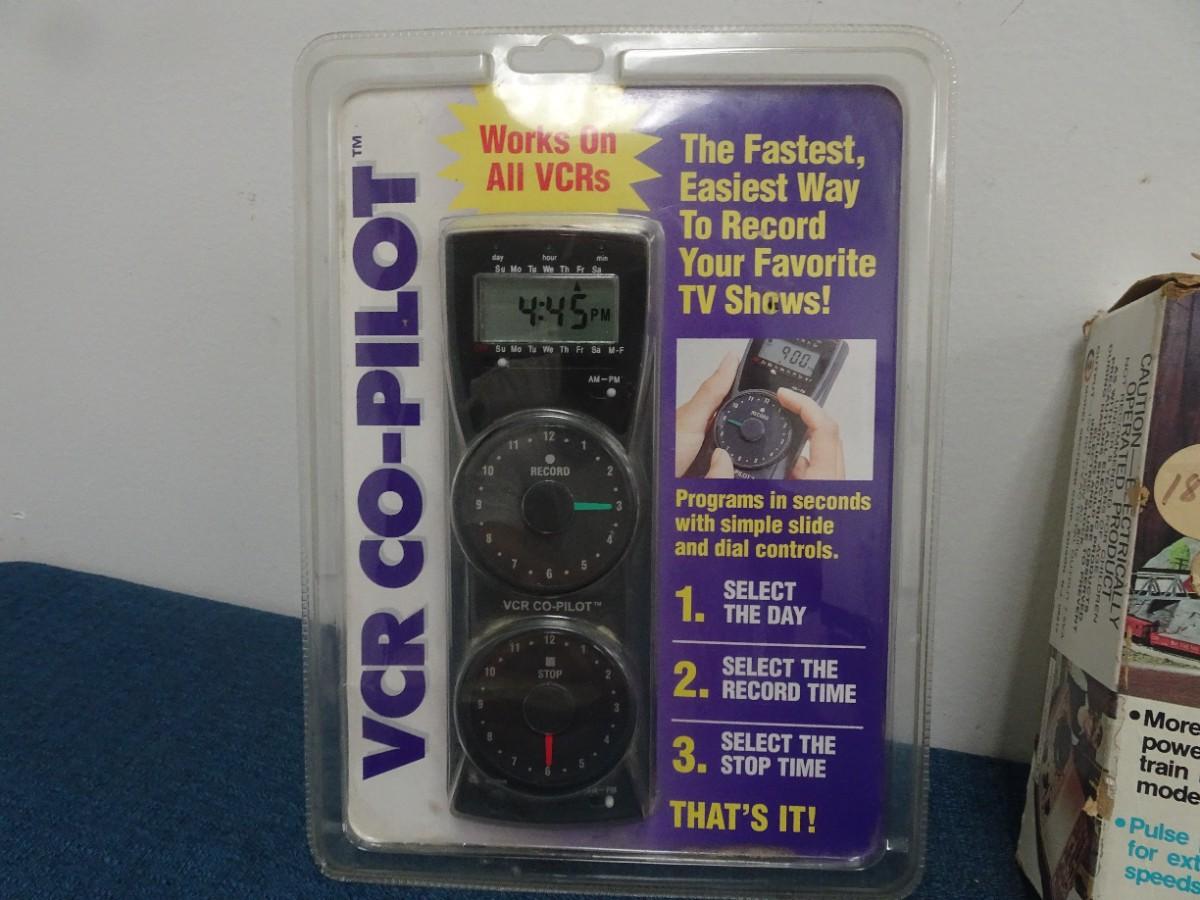 VCR CO-PILOT™
Works On
All VCRs
The Fastest,
Easiest Way
To Record
Your Favorite
TV Shows!
day hour min
Su Mo Tu We Th Fr Sa
4:45 PM
Su Mo Tu We Th Fr Sa M-F
AM–PM
12 1 2 3 4 5 6 7 8 9 10 11
RECORD
VCR CO-PILOT™
12 1 2 3 4 5 6 7 8 9 10 11
STOP
PM
9:00
RECORD
Programs in seconds
with simple slide
and dial controls.
1. SELECT
THE DAY
2. SELECT THE
RECORD TIME
3. SELECT THE
STOP TIME
THAT'S IT!
CAUTION–ELECTRICALLY
OPERATED PRODUCT
18
• More
powe
train
mode
• Pulse
for ext
speeds